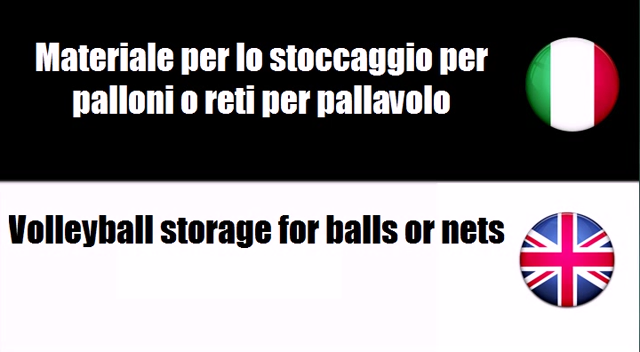 Materiale per lo stoccaggio per
palloni o reti per pallavolo
Volleyball storage for balls or nets